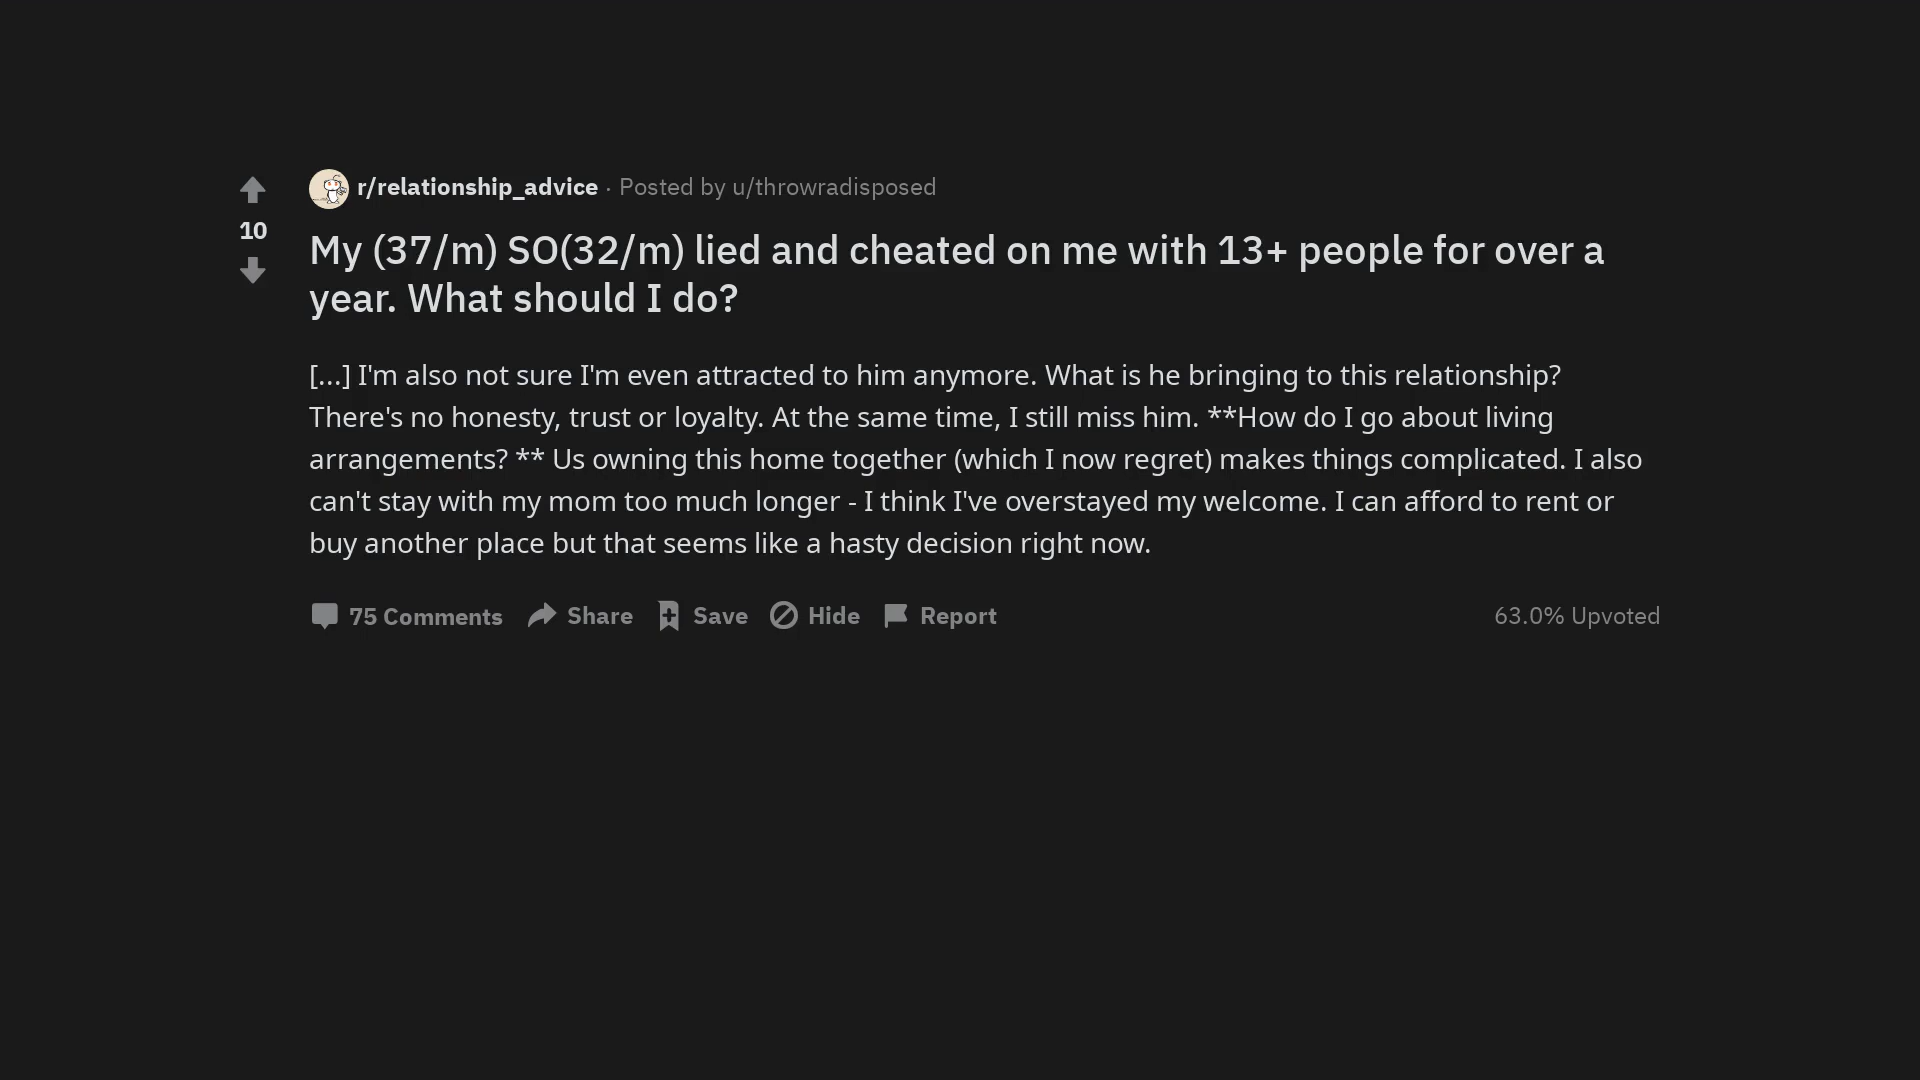 r/relationship_advice · Posted by u/throwradisposed
10
My (37/m) SO(32/m) lied and cheated on me with 13+ people for over a
year. What should I do?
[...] I'm also not sure I'm even attracted to him anymore. What is he bringing to this relationship?
There's no honesty, trust or loyalty. At the same time, I still miss him. **How do I go about living
arrangements? ** Us owning this home together (which I now regret) makes things complicated. I also
can't stay with my mom too much longer - I think I've overstayed my welcome. I can afford to rent or
buy another place but that seems like a hasty decision right now.
75 Comments Share Save Hide Report 63.0% Upvoted